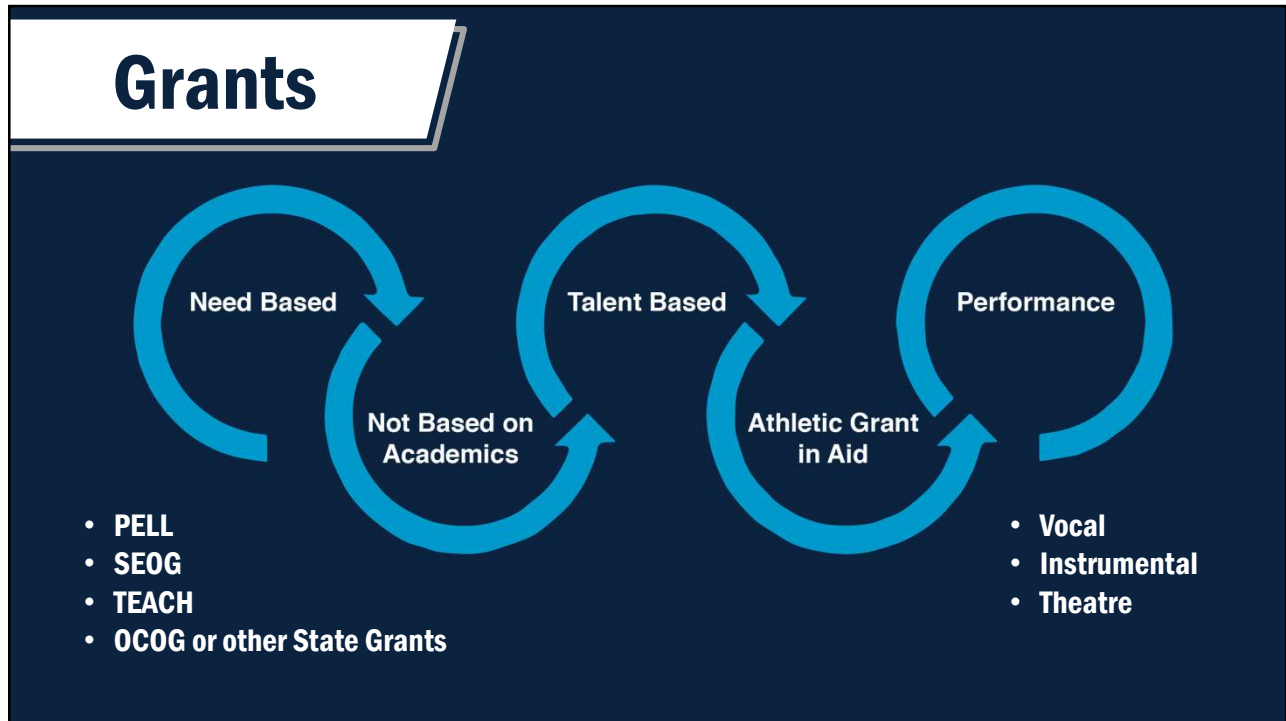 Grants
Need Based
Not Based on
Academics
Talent Based
Athletic Grant
in Aid
Performance
• PELL
• SEOG
• TEACH
• OCOG or other State Grants
• Vocal
• Instrumental
• Theatre